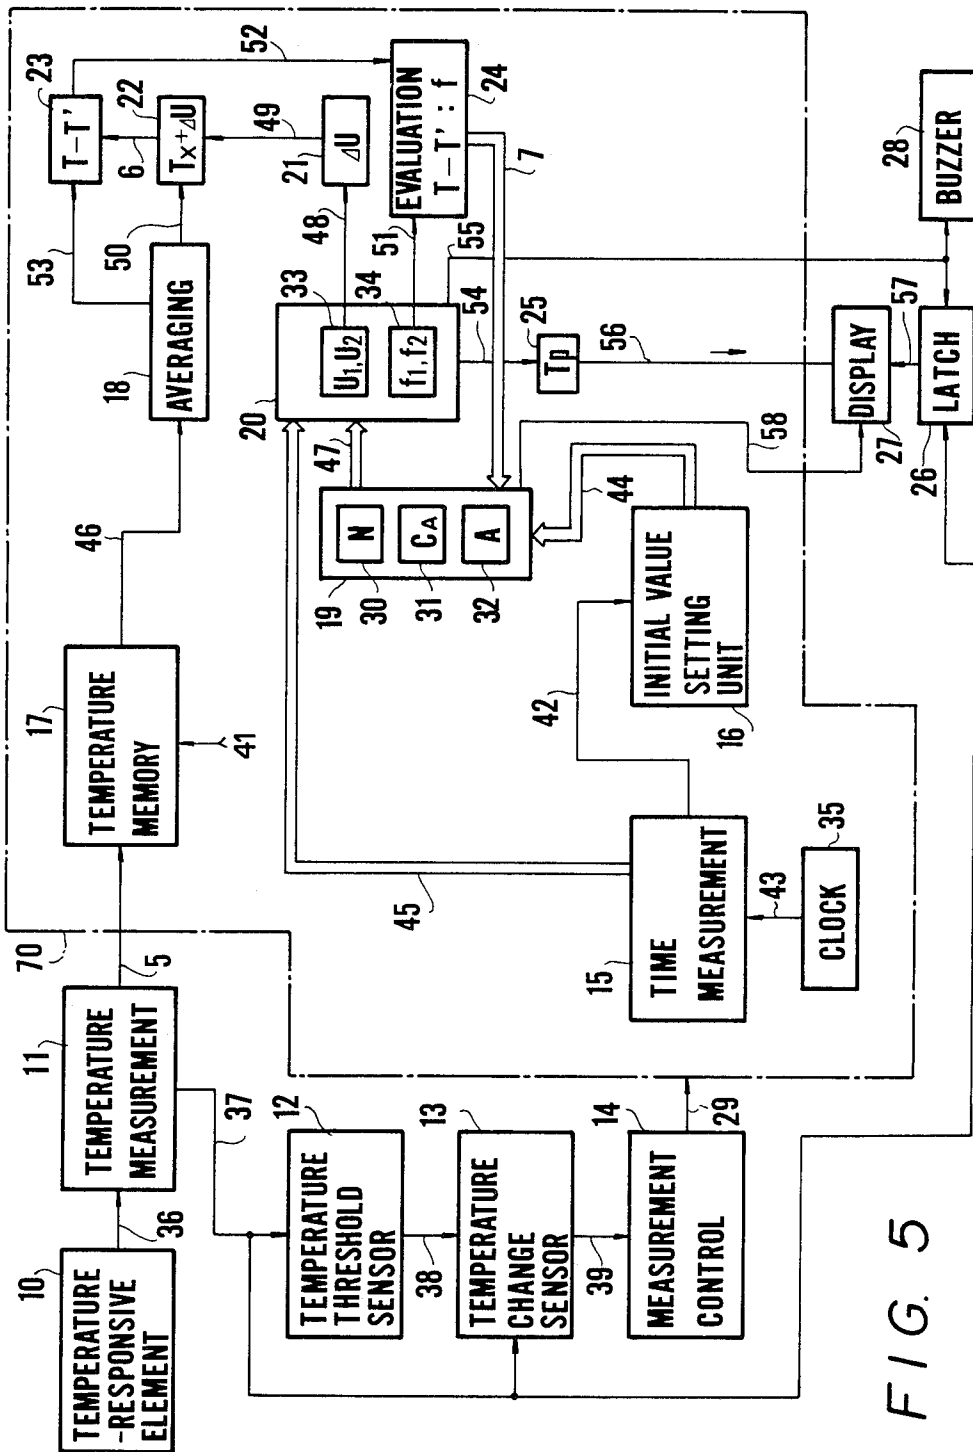 10
TEMPERATURE
-RESPONSIVE
ELEMENT
36
11
TEMPERATURE
MEASUREMENT
5
70
37
12
TEMPERATURE
THRESHOLD
SENSOR
38
13
TEMPERATURE
CHANGE
SENSOR
39
14
MEASUREMENT
CONTROL
29
17
TEMPERATURE
MEMORY
41
46
18
AVERAGING
53
50
23
T-T'
6
22
Tx+ΔU
52
49
21
ΔU
48
24
EVALUATION
T-T' : f
51
7
20
33
U1,U2
34
f1,f2
47
45
19
N
30
CA
31
A
32
54
55
25
Tp
56
58
44
42
16
INITIAL VALUE
SETTING
UNIT
15
TIME
MEASUREMENT
43
35
CLOCK
DISPLAY
27
57
LATCH
26
28
BUZZER
FIG. 5